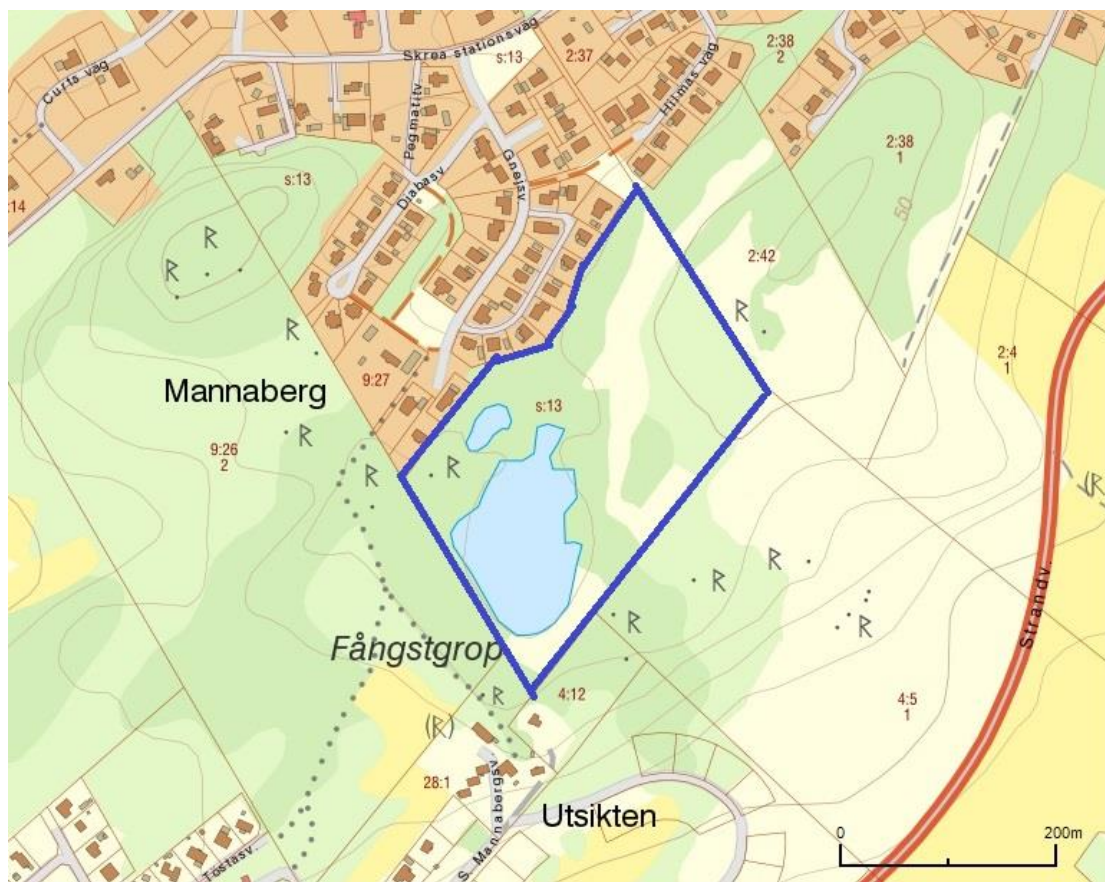 Skrea stationsväg
s:13
2:37
2:38
2
Hilmas väg
Curls väg
Pegmativ.
Gnejsv.
Diabasv.
s:13
2:38
1
:14
50
2:42
2:4
1
R
R
R
R
9:27
Mannaberg
s:13
9:26
2
R
R
R
(R
R
R
Strandv.
R
R
Fångstgrop
R
4:12
4:5
1
(R)
28:1
Utsikten
S. Mannabergsv.
Tostasv.
0
200m